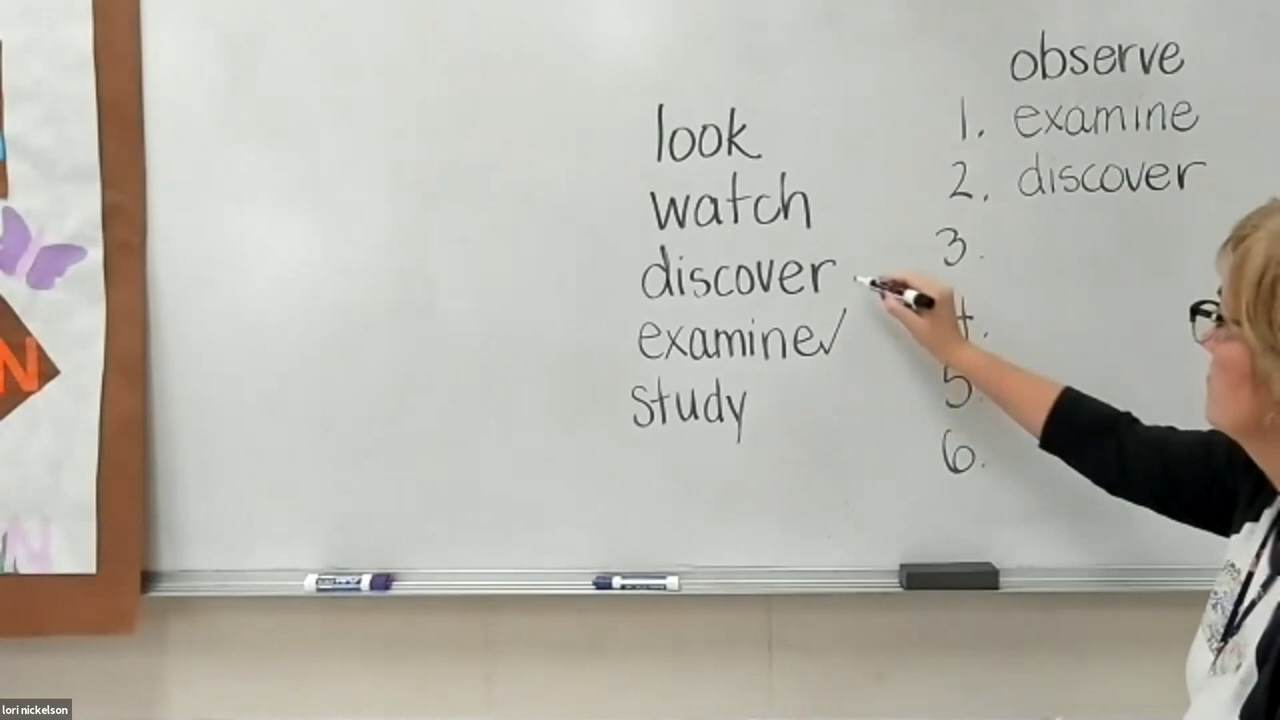 look
watch
discover
examine✓
study
observe
1. examine
2. discover
3.
4.
5.
6.
N
N
lori nickelson